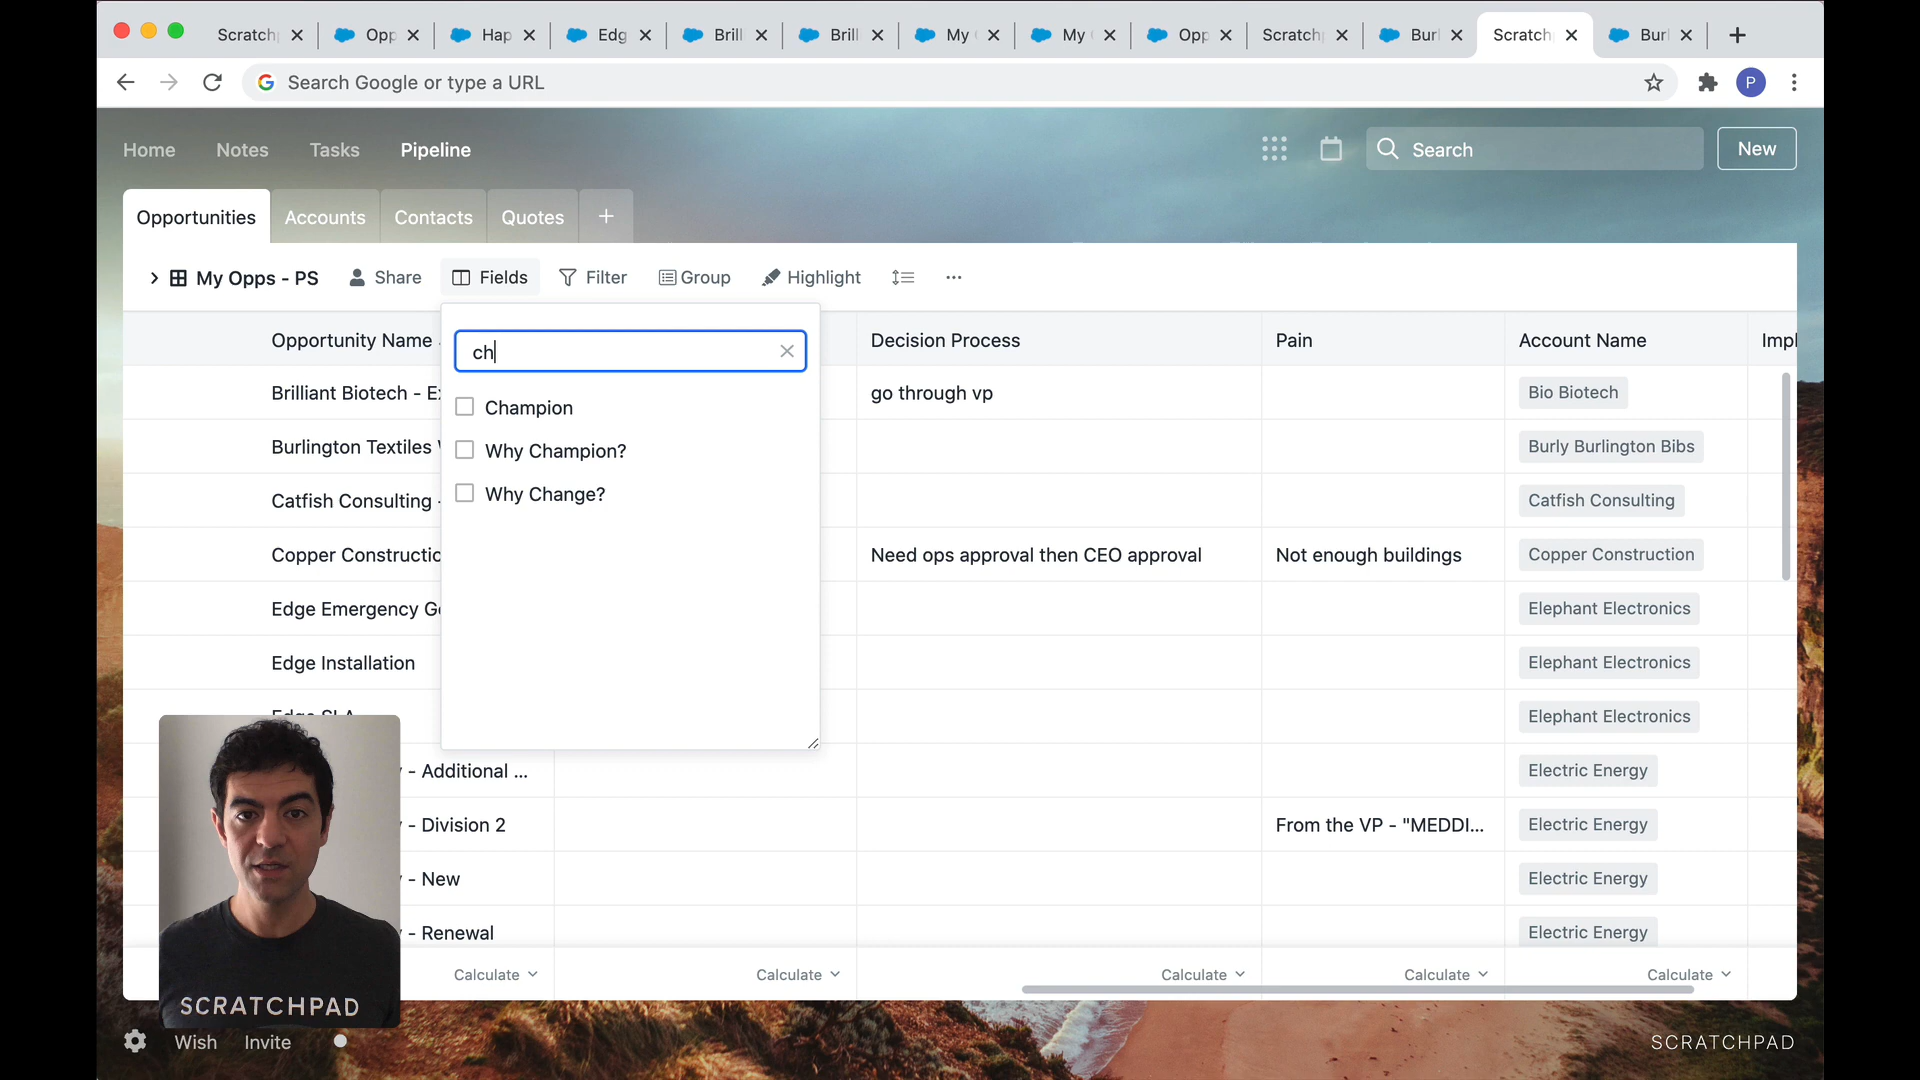 Scratch
Opp
Hap
Edg
Brill
Brill
My
My
Opp
Scratch
Burl
Scratch
Burl
Search Google or type a URL
P
Home
Notes
Tasks
Pipeline
Search
New
Opportunities
Accounts
Contacts
Quotes
My Opps - PS
Share
Fields
Filter
Group
Highlight
Opportunity Name
Decision Process
Pain
Account Name
Impl
ch
Champion
Why Champion?
Why Change?
Brilliant Biotech - Ex
go through vp
Bio Biotech
Burlington Textiles
Burly Burlington Bibs
Catfish Consulting -
Catfish Consulting
Copper Constructio
Need ops approval then CEO approval
Not enough buildings
Copper Construction
Edge Emergency Ge
Elephant Electronics
Edge Installation
Elephant Electronics
Edge SLA
Elephant Electronics
y - Additional ...
Electric Energy
y - Division 2
From the VP - "MEDDI...
Electric Energy
y - New
Electric Energy
y - Renewal
Electric Energy
Calculate
Calculate
Calculate
Calculate
Calculate
SCRATCHPAD
Wish
Invite
SCRATCHPAD